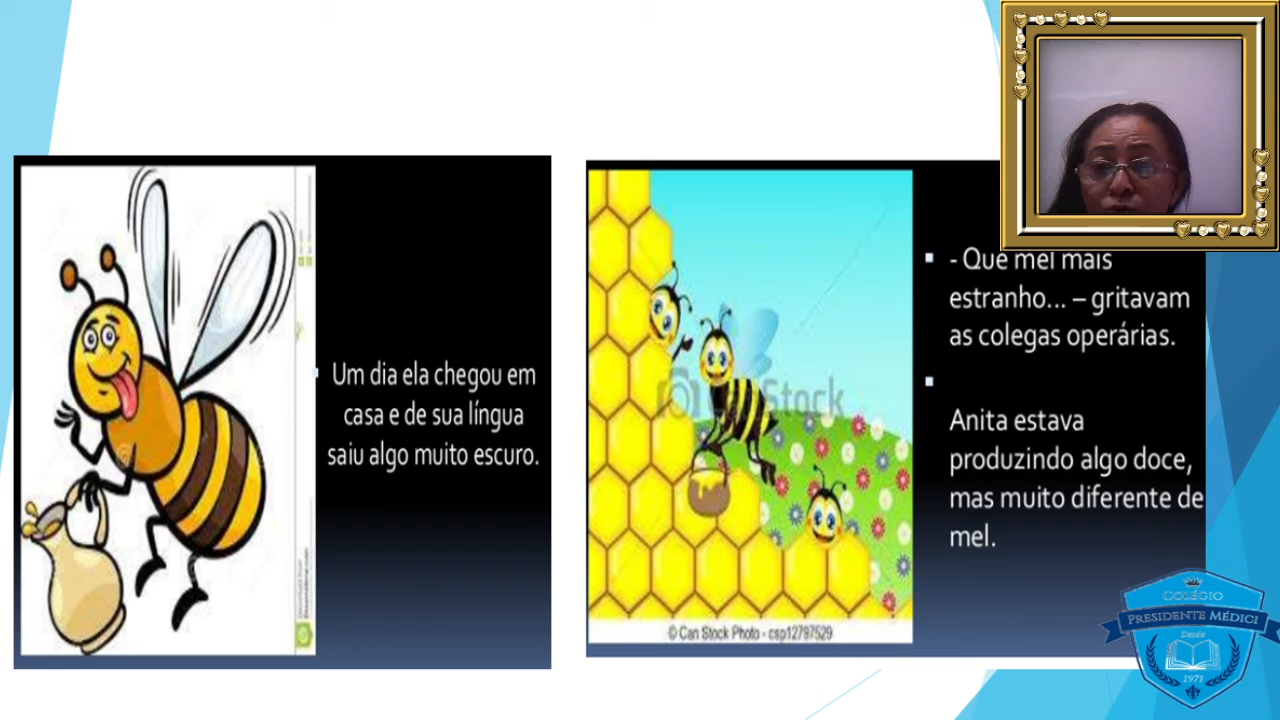 Um dia ela chegou em
casa e de sua língua
saiu algo muito escuro.
- Que mel mais
estranho... – gritavam
as colegas operárias.
Anita estava
produzindo algo doce,
mas muito diferente de
mel.
© Can Stock Photo - csp12797529
COLÉGIO
PRESIDENTE MÉDICI
Desde
1971